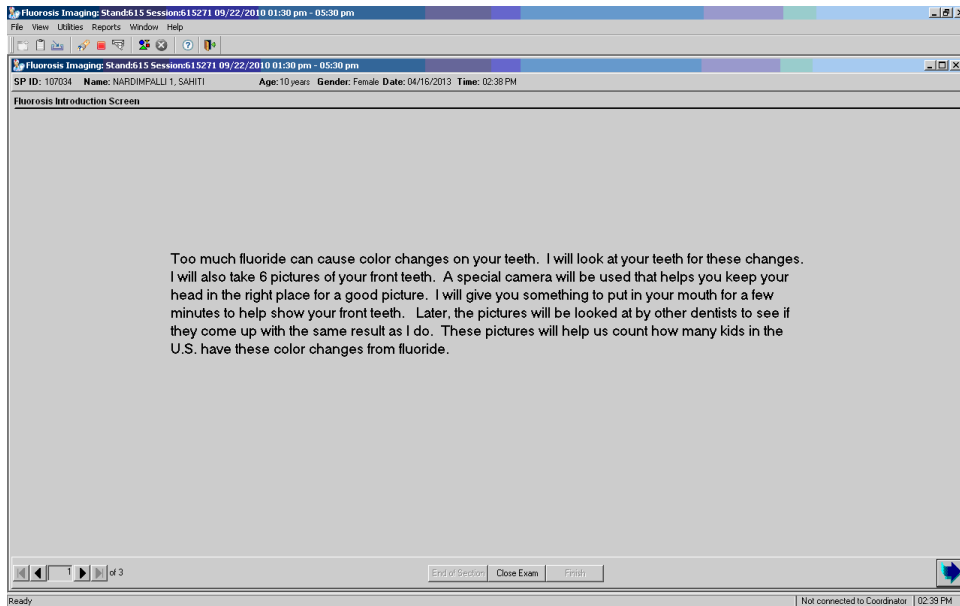 Fluorosis Imaging: Stand:615 Session:615271 09/22/2010 01:30 pm - 05:30 pm
File View Utilities Reports Window Help
Fluorosis Imaging: Stand:615 Session:615271 09/22/2010 01:30 pm - 05:30 pm
SP ID: 107034 Name: NARDIMPALLI 1, SAHITI Age: 10 years Gender: Female Date: 04/16/2013 Time: 02:38 PM
Fluorosis Introduction Screen
Too much fluoride can cause color changes on your teeth. I will look at your teeth for these changes.
I will also take 6 pictures of your front teeth. A special camera will be used that helps you keep your
head in the right place for a good picture. I will give you something to put in your mouth for a few
minutes to help show your front teeth. Later, the pictures will be looked at by other dentists to see if
they come up with the same result as I do. These pictures will help us count how many kids in the
U.S. have these color changes from fluoride.
1 of 3 End of Section Close Exam Finish
Ready Not connected to Coordinator 02:39 PM